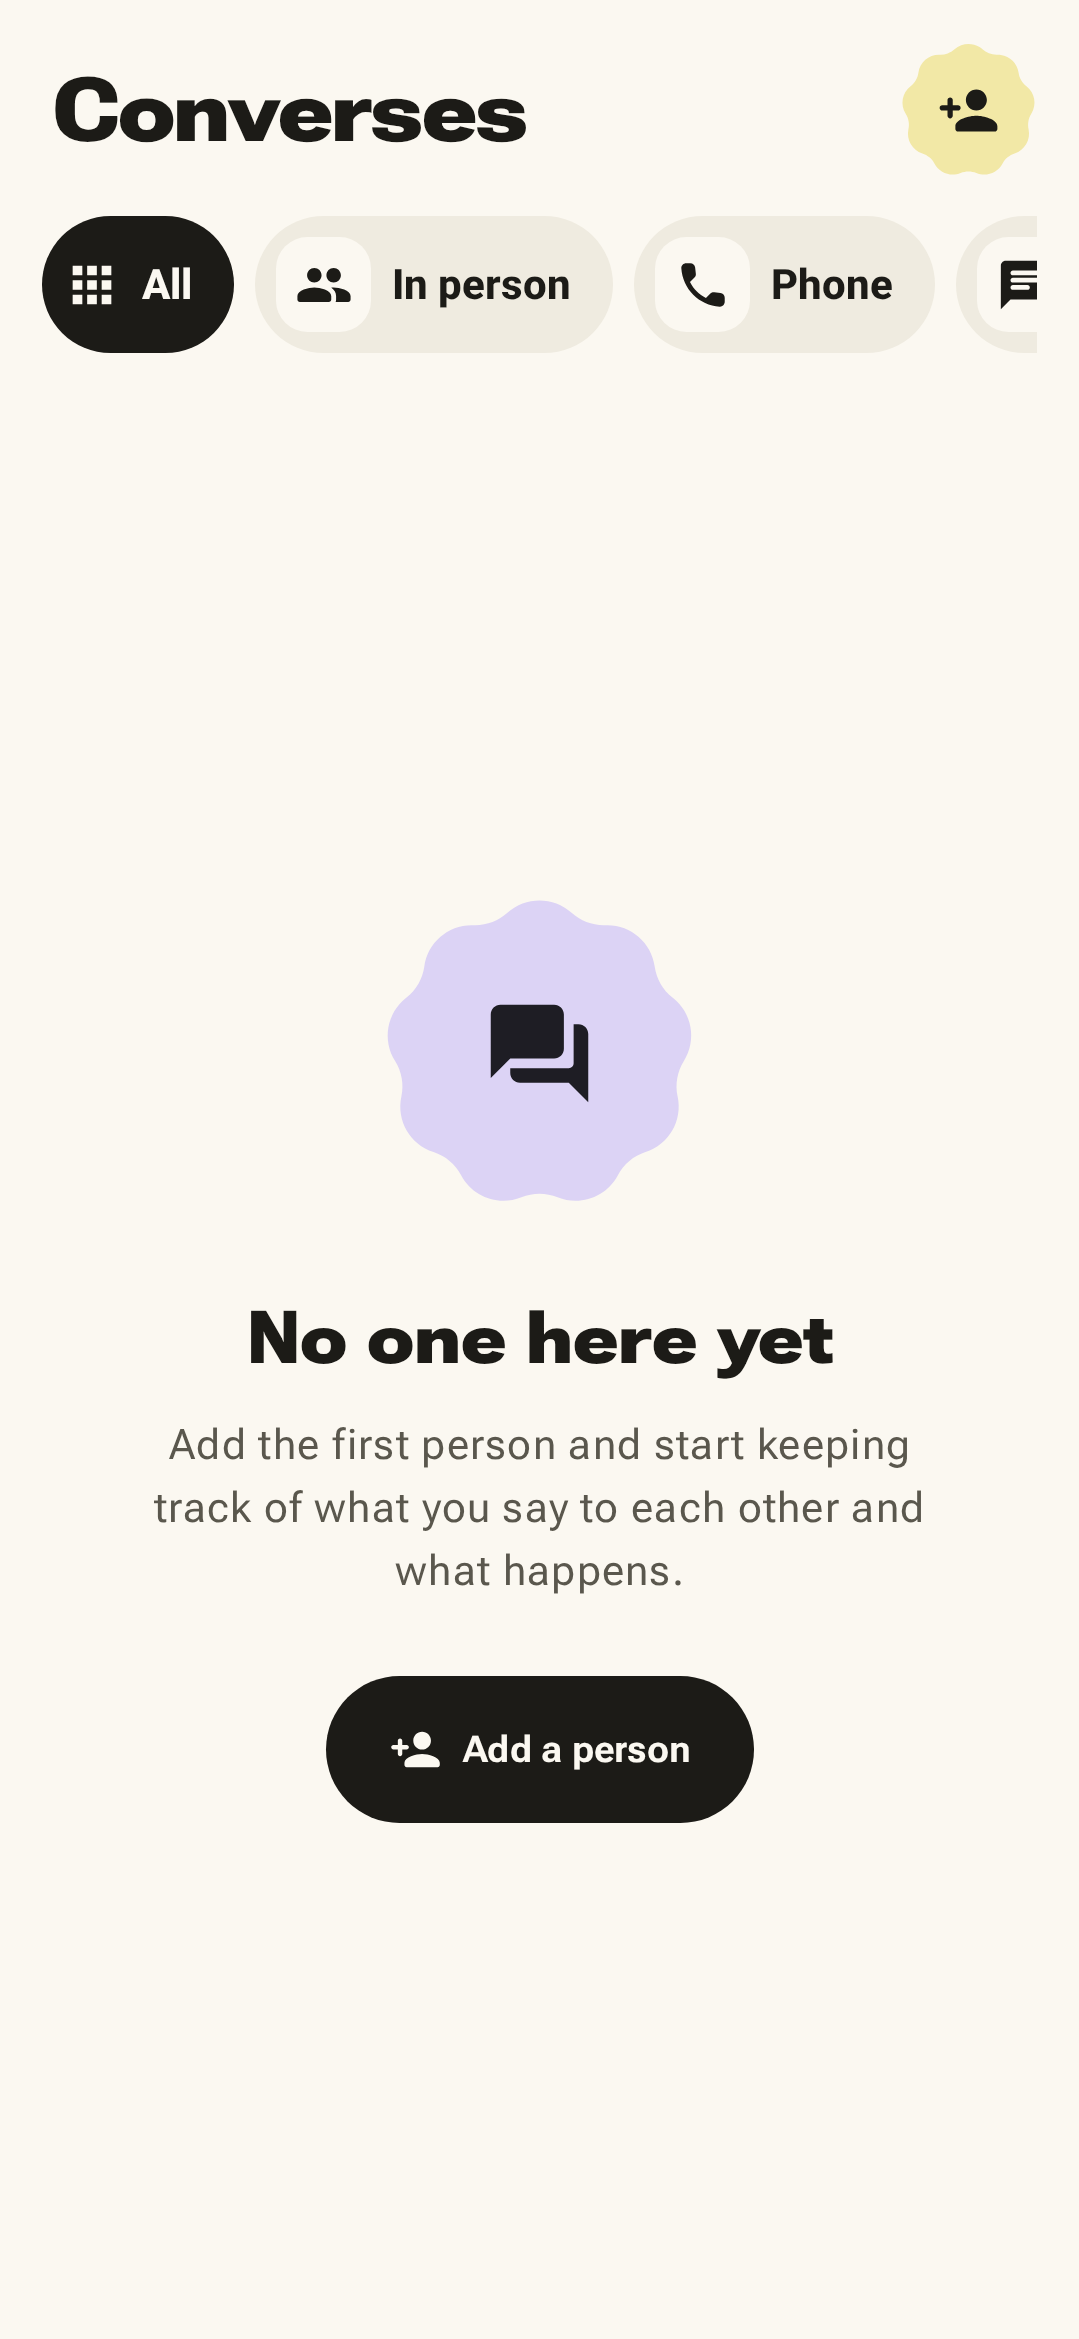 Converses
All
In person
Phone
No one here yet
Add the first person and start keeping
track of what you say to each other and
what happens.
Add a person